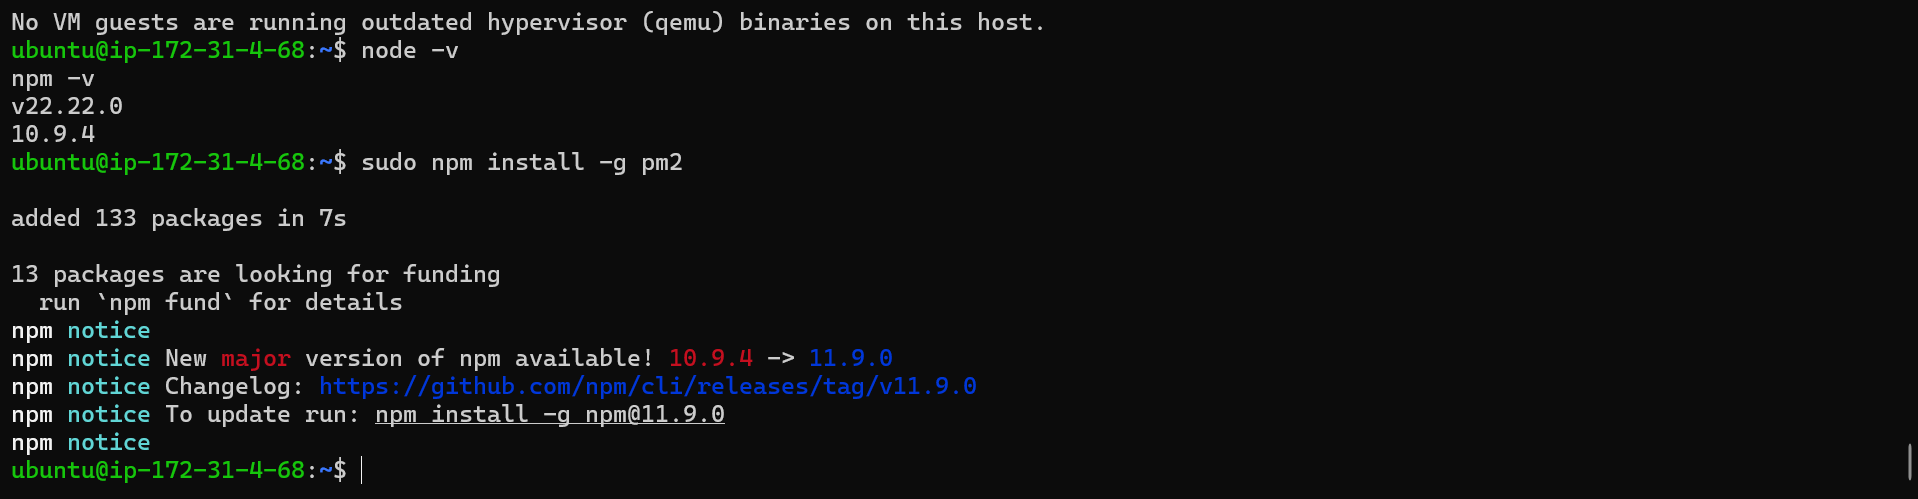 No VM guests are running outdated hypervisor (qemu) binaries on this host.
ubuntu@ip-172-31-4-68:~$ node -v
npm -v
v22.22.0
10.9.4
ubuntu@ip-172-31-4-68:~$ sudo npm install -g pm2
added 133 packages in 7s
13 packages are looking for funding
  run `npm fund` for details
npm notice
npm notice New major version of npm available! 10.9.4 -> 11.9.0
npm notice Changelog: https://github.com/npm/cli/releases/tag/v11.9.0
npm notice To update run: npm install -g npm@11.9.0
npm notice
ubuntu@ip-172-31-4-68:~$